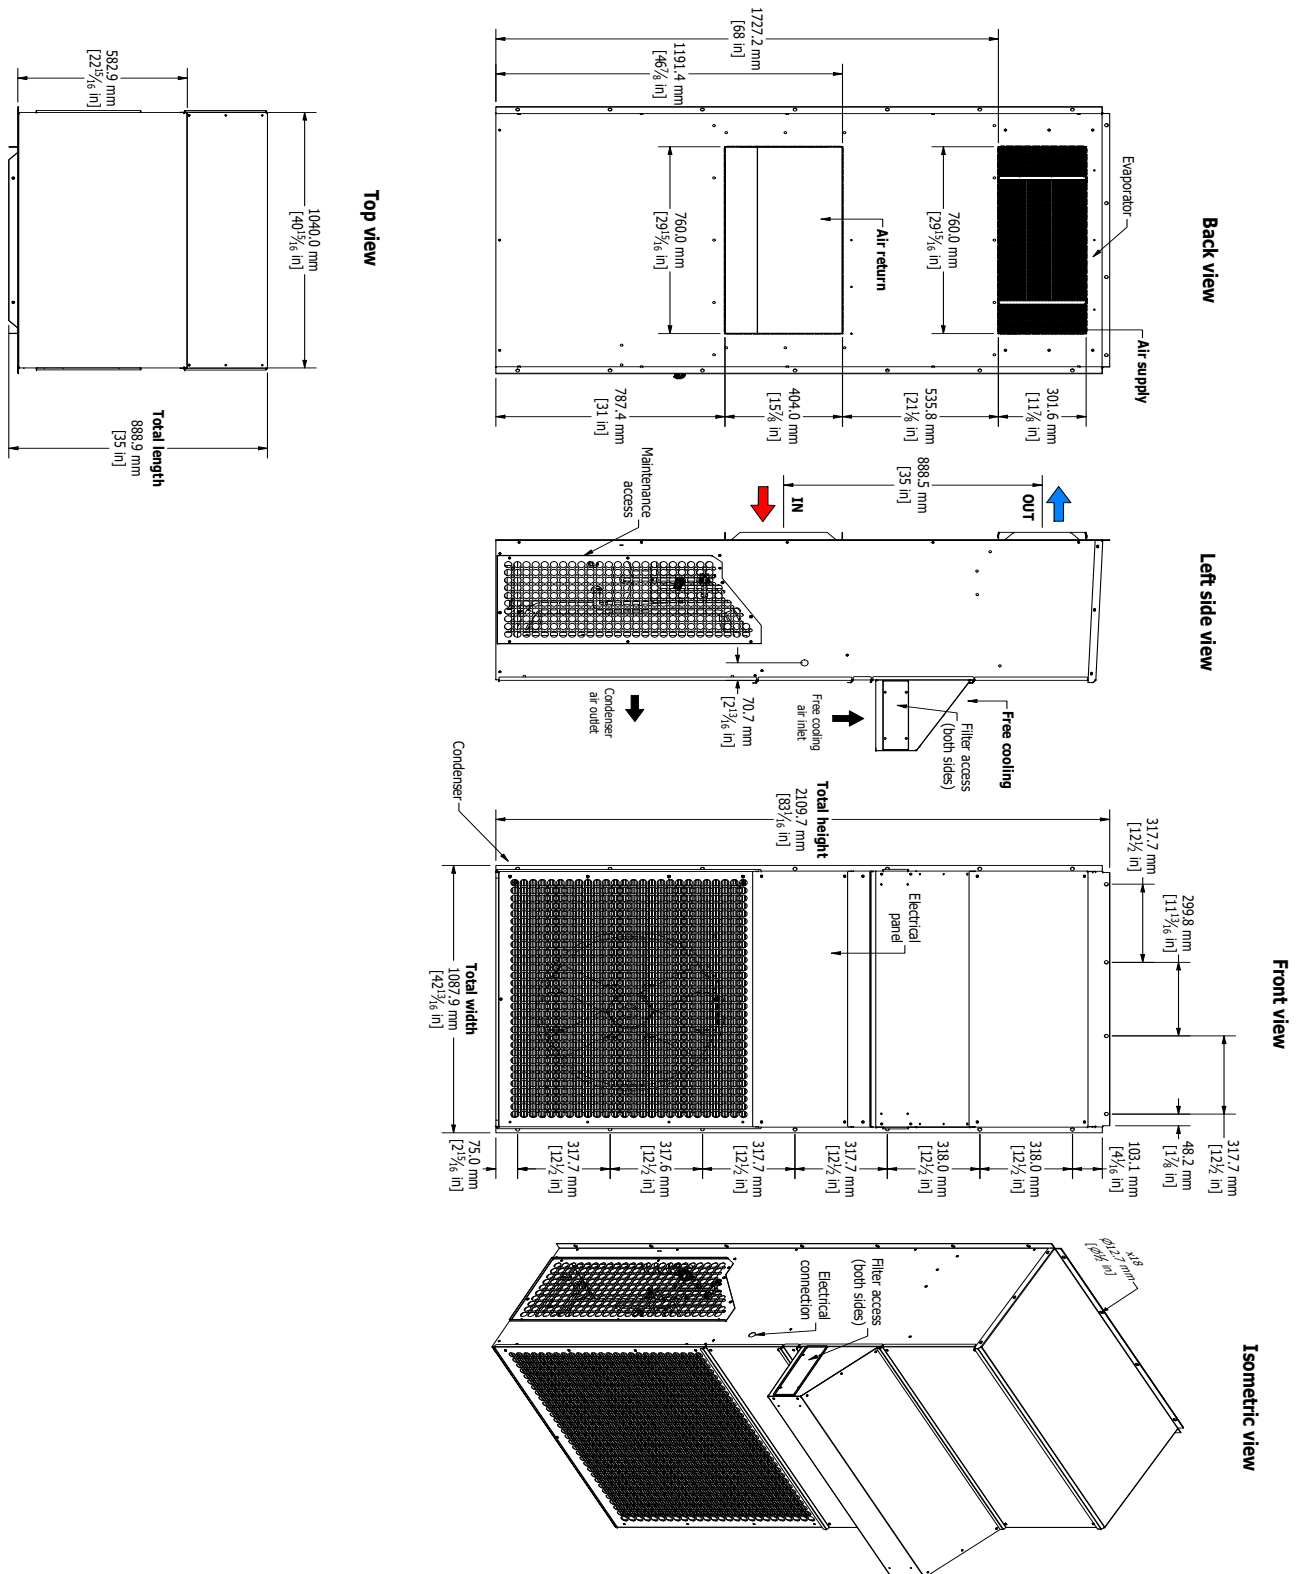 Back view
1727.2 mm
[68 in]
1191.4 mm
[46⅞ in]
Evaporator
Air supply
760.0 mm
[29¹⁵⁄₁₆ in]
Air return
760.0 mm
[29¹⁵⁄₁₆ in]
301.6 mm
[11⅞ in]
535.8 mm
[21⅛ in]
404.0 mm
[15⅞ in]
787.4 mm
[31 in]
Left side view
OUT
888.5 mm
[35 in]
IN
Maintenance
access
Free cooling
Filter access
(both sides)
Free cooling
air inlet
70.7 mm
[2¹³⁄₁₆ in]
Condenser
air outlet
Front view
317.7 mm
[12½ in]
299.8 mm
[11¹³⁄₁₆ in]
317.7 mm
[12½ in]
48.2 mm
[1⅞ in]
103.1 mm
[4¹⁄₁₆ in]
318.0 mm
[12½ in]
318.0 mm
[12½ in]
317.7 mm
[12½ in]
317.7 mm
[12½ in]
317.6 mm
[12½ in]
317.7 mm
[12½ in]
75.0 mm
[2¹⁵⁄₁₆ in]
Total height
2109.7 mm
[83¹⁄₁₆ in]
Electrical
panel
Condenser
Total width
1087.9 mm
[42¹³⁄₁₆ in]
Isometric view
x18
Ø12.7 mm
[Ø½ in]
Filter access
(both sides)
Electrical
connection
Top view
582.9 mm
[22¹⁵⁄₁₆ in]
1040.0 mm
[40¹⁵⁄₁₆ in]
Total length
888.9 mm
[35 in]